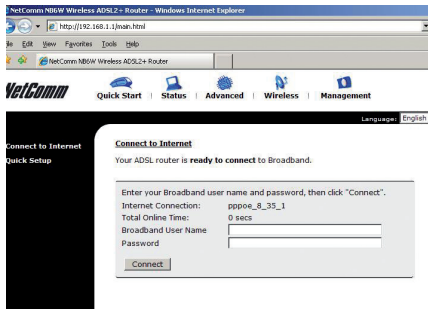 NetComm NB6W Wireless ADSL2+ Router - Windows Internet Explorer
http://192.168.1.1/main.html
File Edit View Favorites Tools Help
NetComm NB6W Wireless ADSL2+ Router
NetComm
Quick Start | Status | Advanced | Wireless | Management
Language: English
Connect to Internet
Quick Setup
Connect to Internet
Your ADSL router is ready to connect to Broadband.
Enter your Broadband user name and password, then click "Connect".
Internet Connection: pppoe_8_35_1
Total Online Time: 0 secs
Broadband User Name
Password
Connect